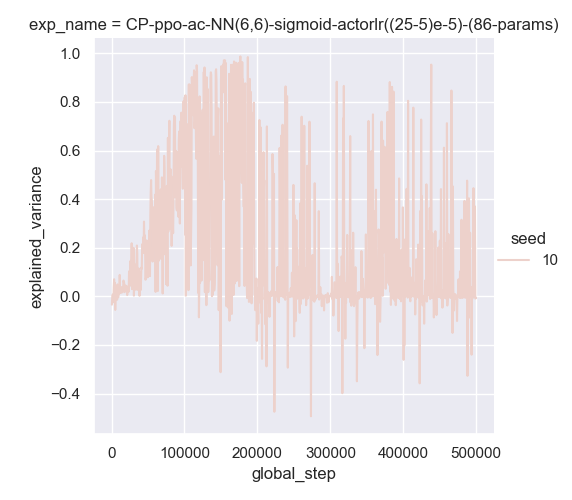 exp_name = CP-ppo-ac-NN(6,6)-sigmoid-actorlr((25-5)e-5)-(86-params)
1.0
0.8
0.6
0.4
0.2
0.0
−0.2
−0.4
explained_variance
seed
10
0 100000 200000 300000 400000 500000
global_step